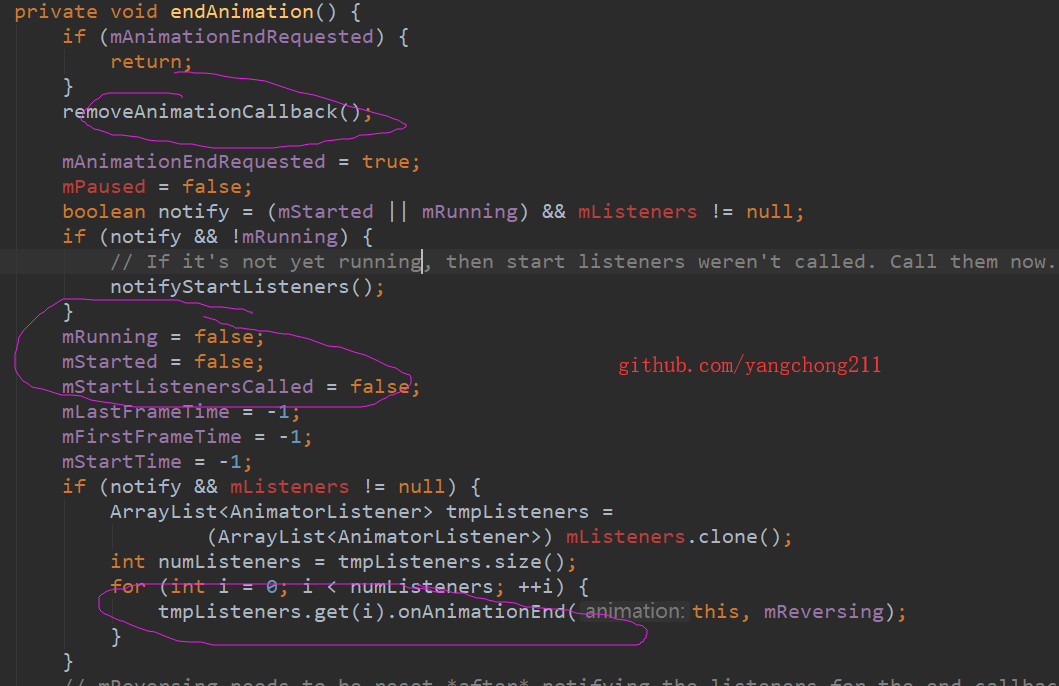 private void endAnimation() {
if (mAnimationEndRequested) {
return;
}
removeAnimationCallback();
mAnimationEndRequested = true;
mPaused = false;
boolean notify = (mStarted || mRunning) && mListeners != null;
if (notify && !mRunning) {
// If it's not yet running, then start listeners weren't called. Call them now.
notifyStartListeners();
}
mRunning = false;
mStarted = false;
github.com/yangchong211
mStartListenersCalled = false;
mLastFrameTime = -1;
mFirstFrameTime = -1;
mStartTime = -1;
if (notify && mListeners != null) {
ArrayList<AnimatorListener> tmpListeners =
(ArrayList<AnimatorListener>) mListeners.clone();
int numListeners = tmpListeners.size();
for (int i = 0; i < numListeners; ++i) {
tmpListeners.get(i).onAnimationEnd( animation: this, mReversing);
}
}
// mReversing needs to be reset *after* notifying the listeners for the end